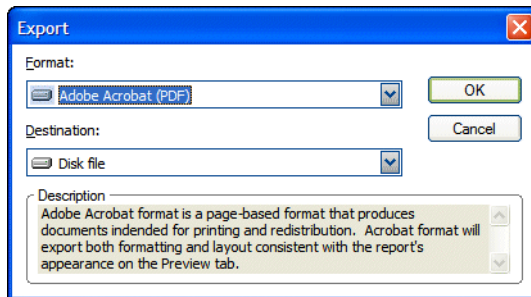 Export
Format:
Adobe Acrobat (PDF)
OK
Destination:
Cancel
Disk file
Description
Adobe Acrobat format is a page-based format that produces
documents indended for printing and redistribution. Acrobat format will
export both formatting and layout consistent with the report's
appearance on the Preview tab.